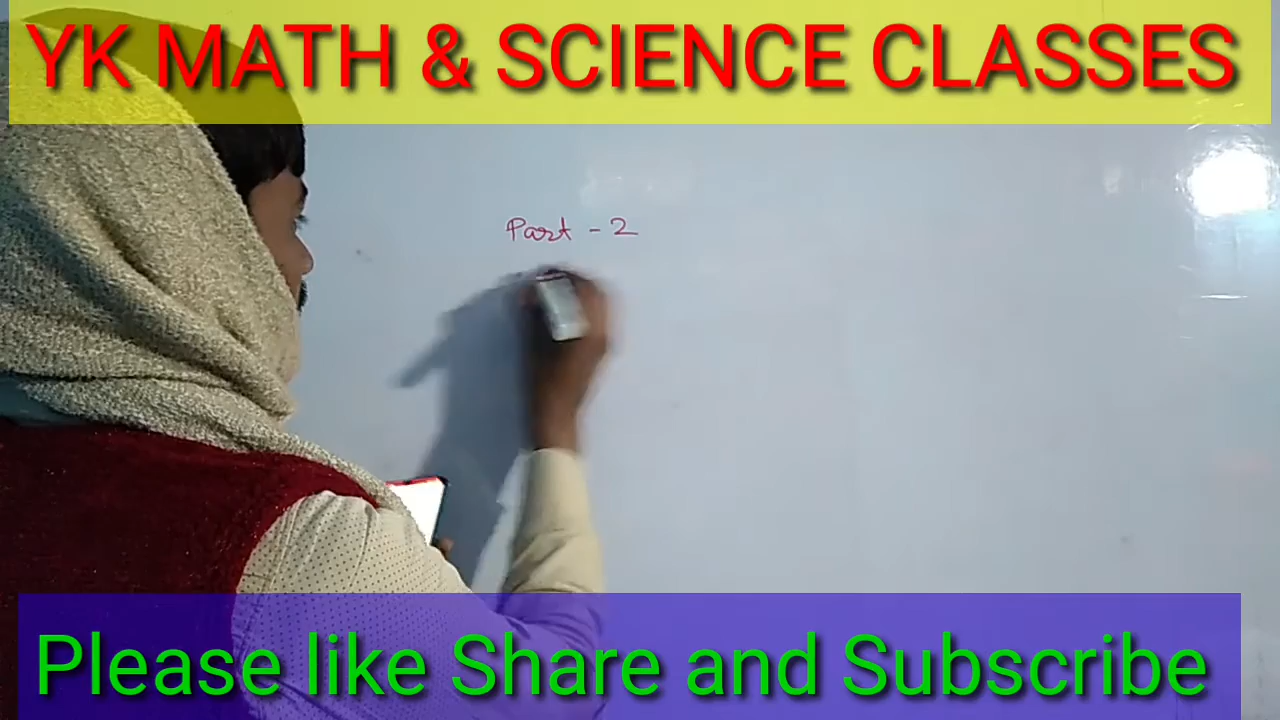 YK MATH & SCIENCE CLASSES
Part - 2
Please like Share and Subscribe